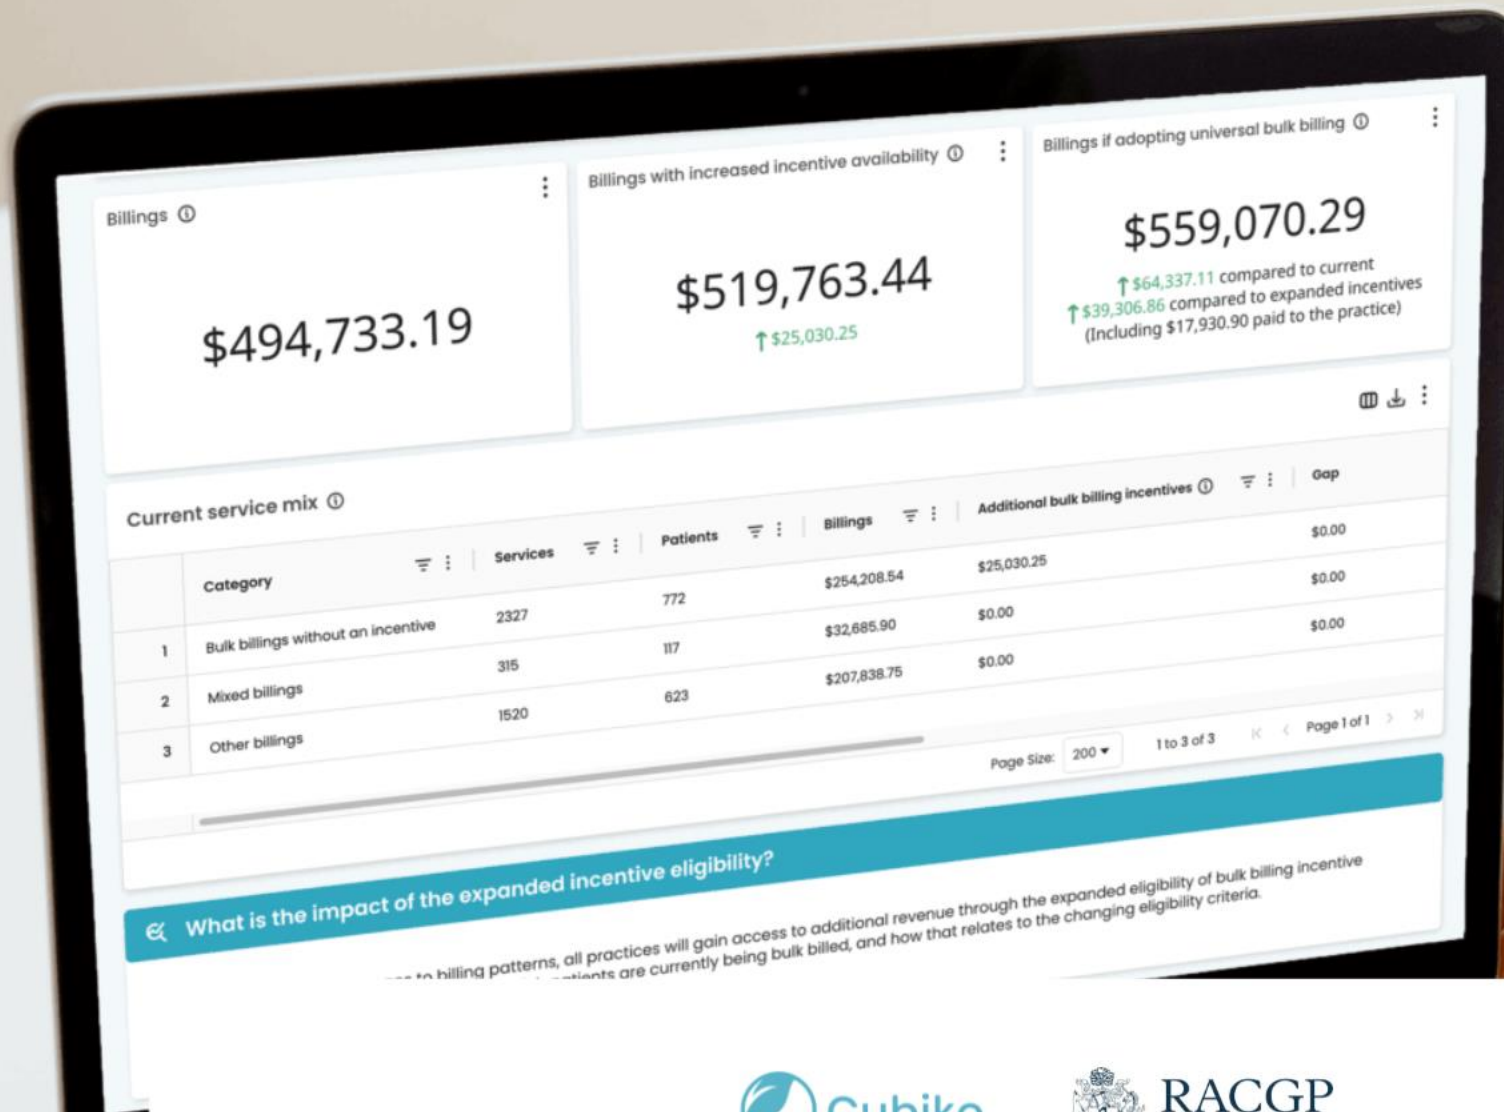 Billings
$494,733.19
Billings with increased incentive availability
$519,763.44
↑ $25,030.25
Billings if adopting universal bulk billing
$559,070.29
↑ $64,337.11 compared to current
↑ $39,306.86 compared to expanded incentives
(Including $17,930.90 paid to the practice)
Current service mix
Category Services Patients Billings Additional bulk billing incentives Gap
1 Bulk billings without an incentive 2327 772 $254,208.54 $25,030.25 $0.00
2 Mixed billings 315 117 $32,685.90 $0.00 $0.00
3 Other billings 1520 623 $207,838.75 $0.00 $0.00
Page Size: 200 1 to 3 of 3 Page 1 of 1
What is the impact of the expanded incentive eligibility?
to billing patterns, all practices will gain access to additional revenue through the expanded eligibility of bulk billing incentive
are currently being bulk billed, and how that relates to the changing eligibility criteria.
Cubiko
RACGP